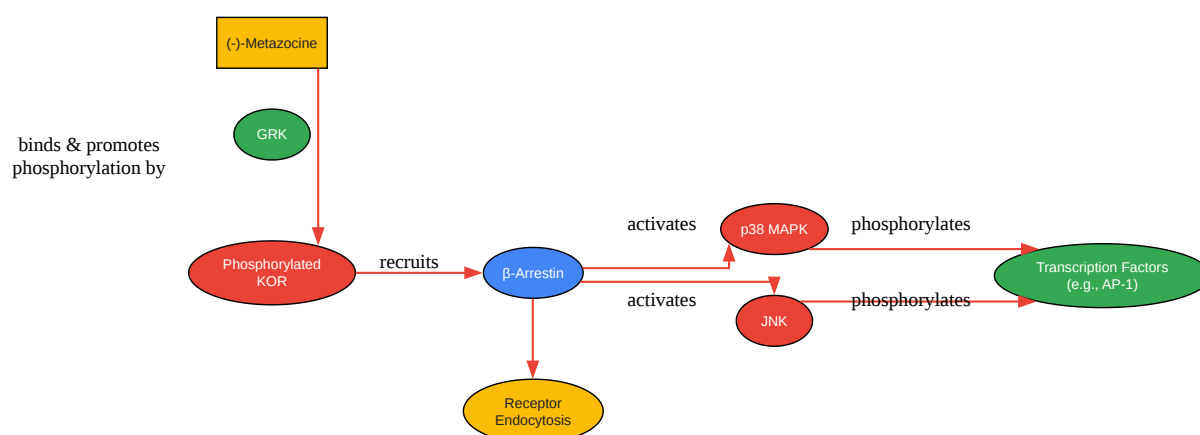 (-)-Metazocine
GRK
binds & promotes
phosphorylation by
Phosphorylated
KOR
recruits
β-Arrestin
activates
p38 MAPK
phosphorylates
activates
JNK
phosphorylates
Transcription Factors
(e.g., AP-1)
Receptor
Endocytosis